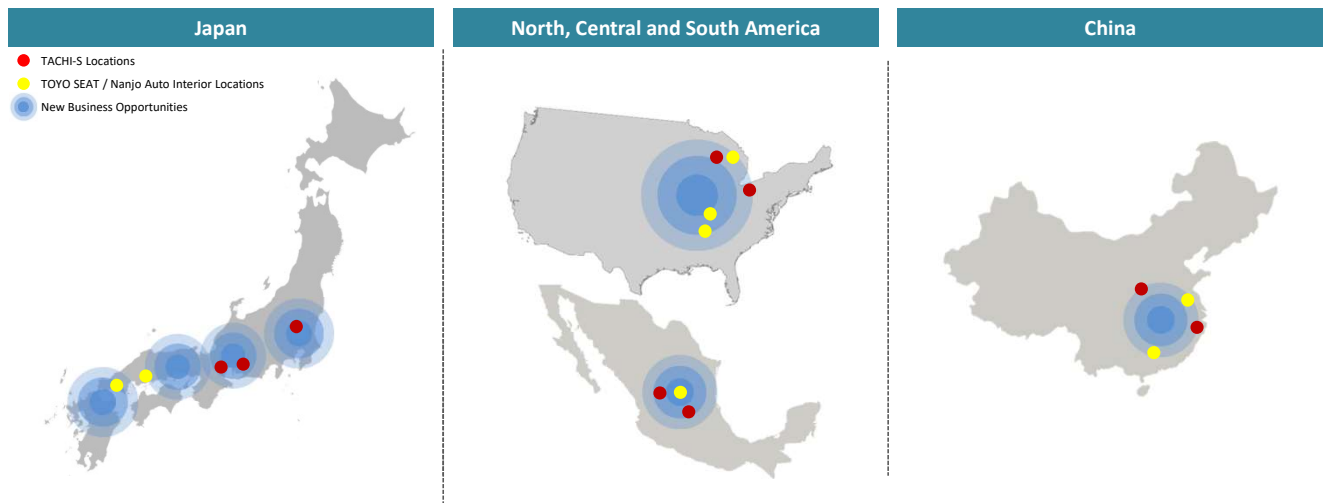 Japan
North, Central and South America
China
TACHI-S Locations
TOYO SEAT / Nanjo Auto Interior Locations
New Business Opportunities